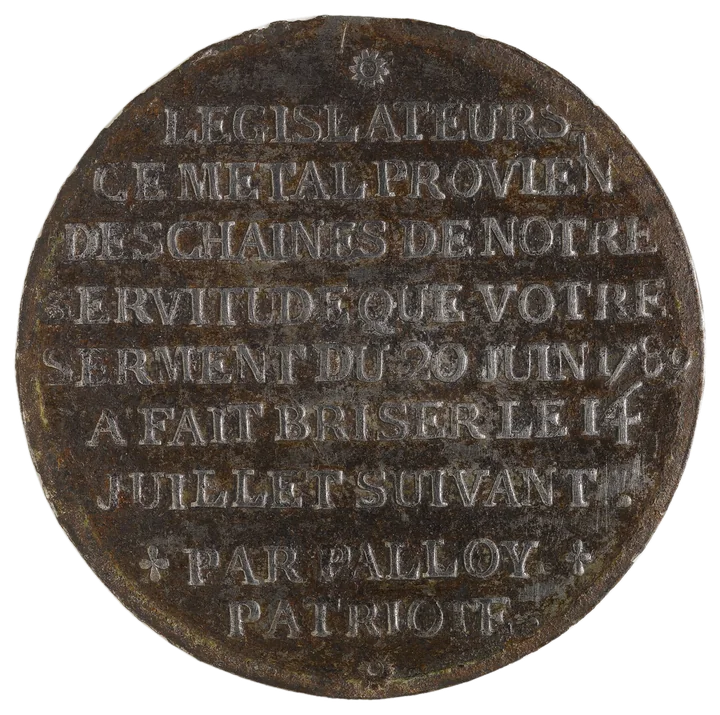 LEGISLATEURS,
CE METAL PROVIEN
DES CHAINES DE NOTRE
SERVITUDE QUE VOTRE
SERMENT DU 20 JUIN 1789
A FAIT BRISER LE 14
JUILLET SUIVANT
PAR PALLOY.
PATRIOTE.